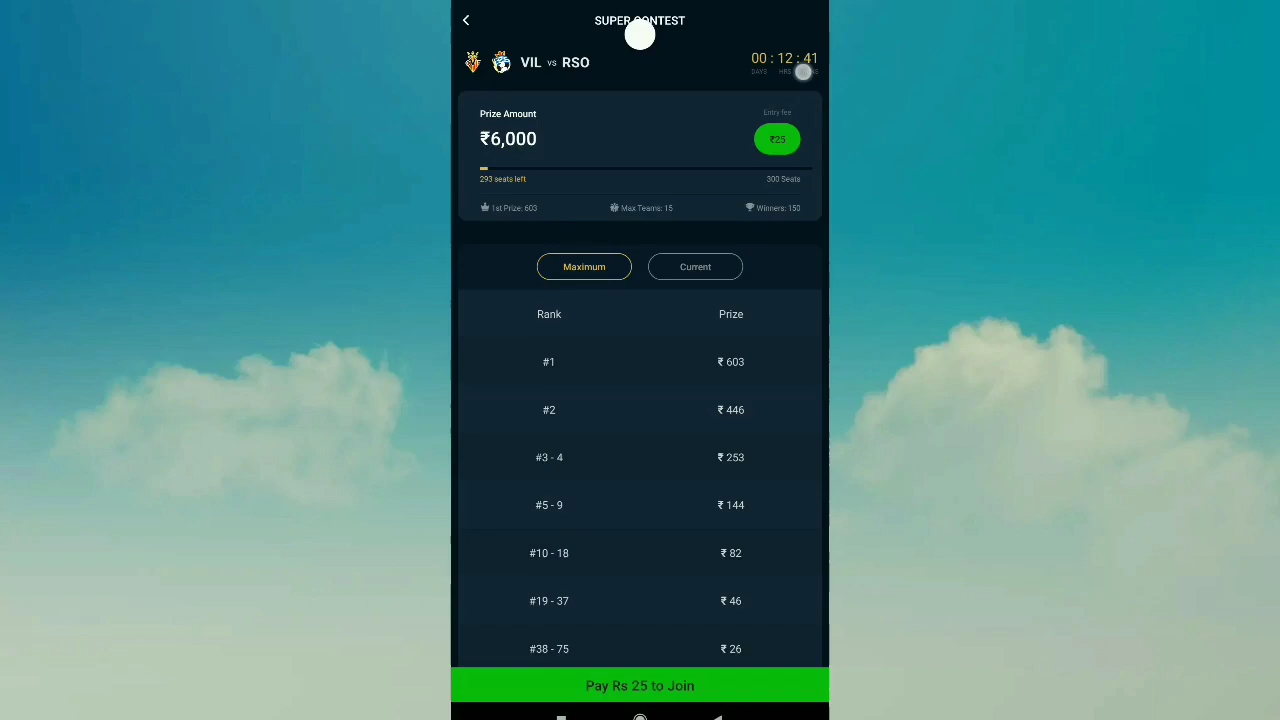 SUPER CONTEST
VIL vs RSO
00 : 12 : 41
DAYS HRS
Prize Amount
Entry fee
₹6,000
₹25
293 seats left
300 Seats
1st Prize: 603
Max Teams: 15
Winners: 150
Maximum
Current
Rank
Prize
#1
₹ 603
#2
₹ 446
#3 - 4
₹ 253
#5 - 9
₹ 144
#10 - 18
₹ 82
#19 - 37
₹ 46
#38 - 75
₹ 26
Pay Rs 25 to Join